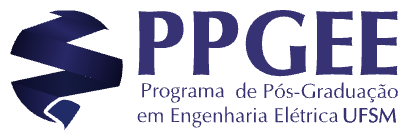 PPGEE
Programa de Pós-Graduação
em Engenharia Elétrica UFSM